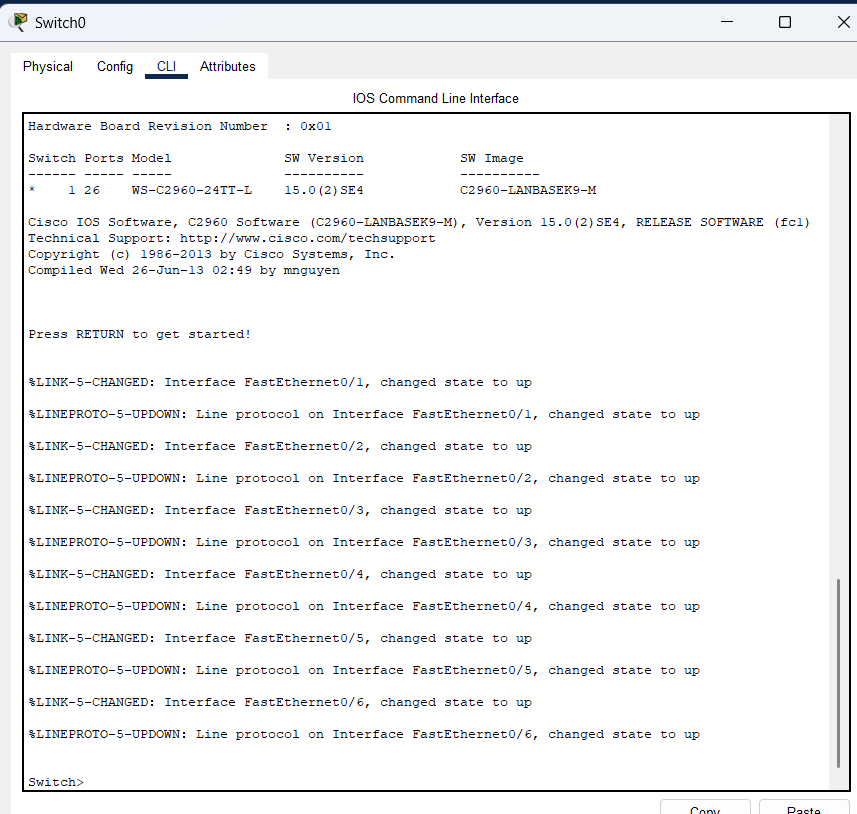 Switch0
Physical Config CLI Attributes
IOS Command Line Interface
Hardware Board Revision Number  : 0x01
Switch Ports Model              SW Version            SW Image
------ ----- -----              ----------            ----------
*    1 26    WS-C2960-24TT-L    15.0(2)SE4            C2960-LANBASEK9-M
Cisco IOS Software, C2960 Software (C2960-LANBASEK9-M), Version 15.0(2)SE4, RELEASE SOFTWARE (fc1)
Technical Support: http://www.cisco.com/techsupport
Copyright (c) 1986-2013 by Cisco Systems, Inc.
Compiled Wed 26-Jun-13 02:49 by mnguyen
Press RETURN to get started!
%LINK-5-CHANGED: Interface FastEthernet0/1, changed state to up
%LINEPROTO-5-UPDOWN: Line protocol on Interface FastEthernet0/1, changed state to up
%LINK-5-CHANGED: Interface FastEthernet0/2, changed state to up
%LINEPROTO-5-UPDOWN: Line protocol on Interface FastEthernet0/2, changed state to up
%LINK-5-CHANGED: Interface FastEthernet0/3, changed state to up
%LINEPROTO-5-UPDOWN: Line protocol on Interface FastEthernet0/3, changed state to up
%LINK-5-CHANGED: Interface FastEthernet0/4, changed state to up
%LINEPROTO-5-UPDOWN: Line protocol on Interface FastEthernet0/4, changed state to up
%LINK-5-CHANGED: Interface FastEthernet0/5, changed state to up
%LINEPROTO-5-UPDOWN: Line protocol on Interface FastEthernet0/5, changed state to up
%LINK-5-CHANGED: Interface FastEthernet0/6, changed state to up
%LINEPROTO-5-UPDOWN: Line protocol on Interface FastEthernet0/6, changed state to up
Switch>
Copy Paste